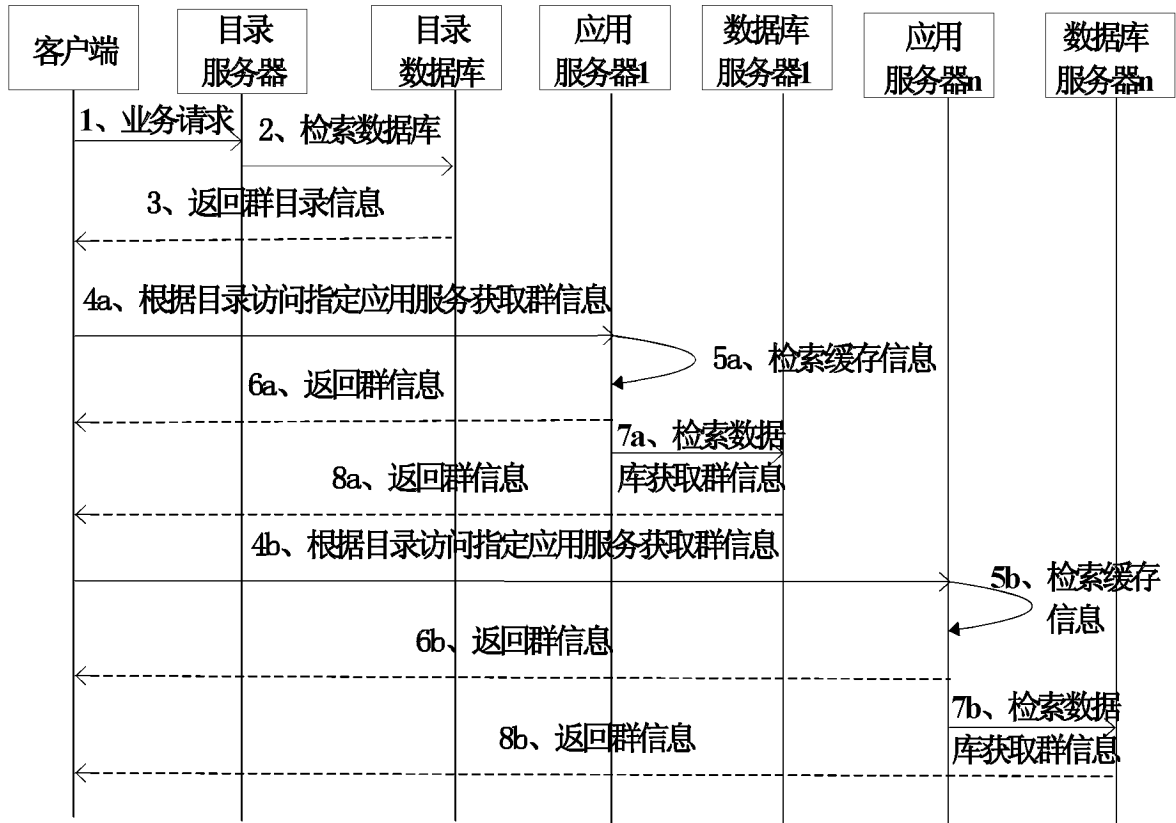 客户端
目录
服务器
目录
数据库
应用
服务器1
数据库
服务器1
应用
服务器n
数据库
服务器n
1、业务请求
2、检索数据库
3、返回群目录信息
4a、根据目录访问指定应用服务获取群信息
5a、检索缓存信息
6a、返回群信息
7a、检索数据
库获取群信息
8a、返回群信息
4b、根据目录访问指定应用服务获取群信息
5b、检索缓存
信息
6b、返回群信息
7b、检索数据
库获取群信息
8b、返回群信息